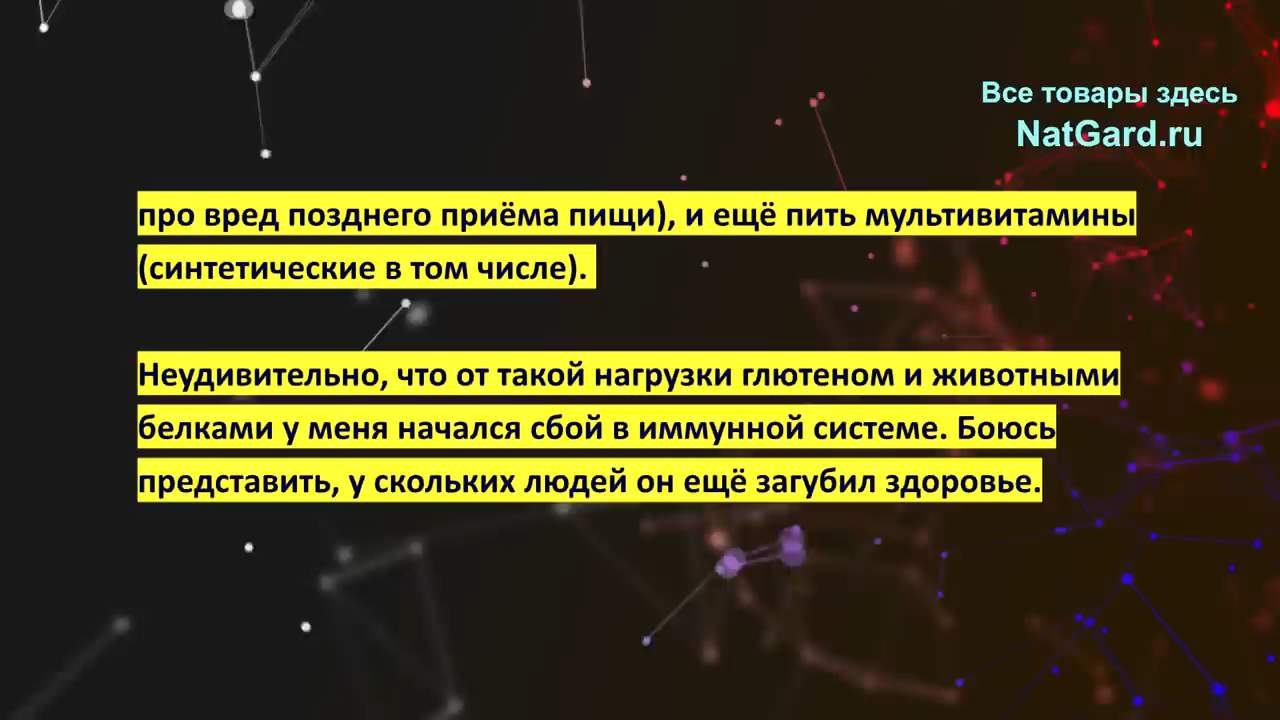 Все товары здесь
NatGard.ru
про вред позднего приёма пищи), и ещё пить мультивитамины
(синтетические в том числе).
Неудивительно, что от такой нагрузки глютеном и животными
белками у меня начался сбой в иммунной системе. Боюсь
представить, у скольких людей он ещё загубил здоровье.